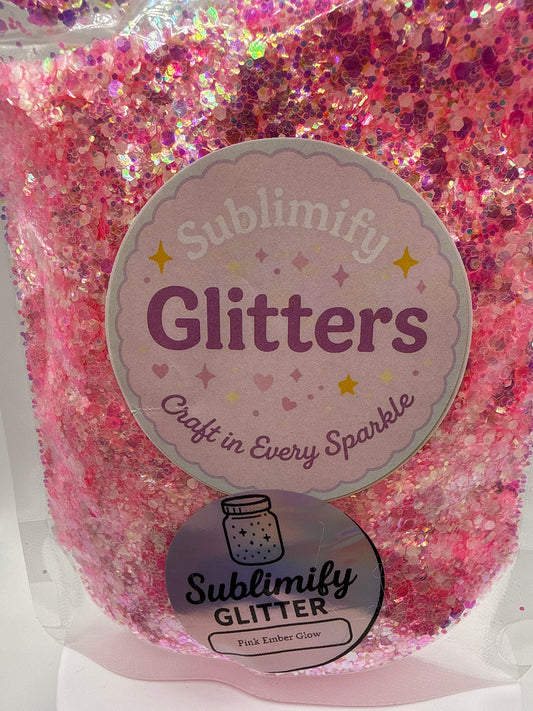 Sublimify
Glitters
Craft in Every Sparkle
Sublimify
GLITTER
Pink Ember Glow